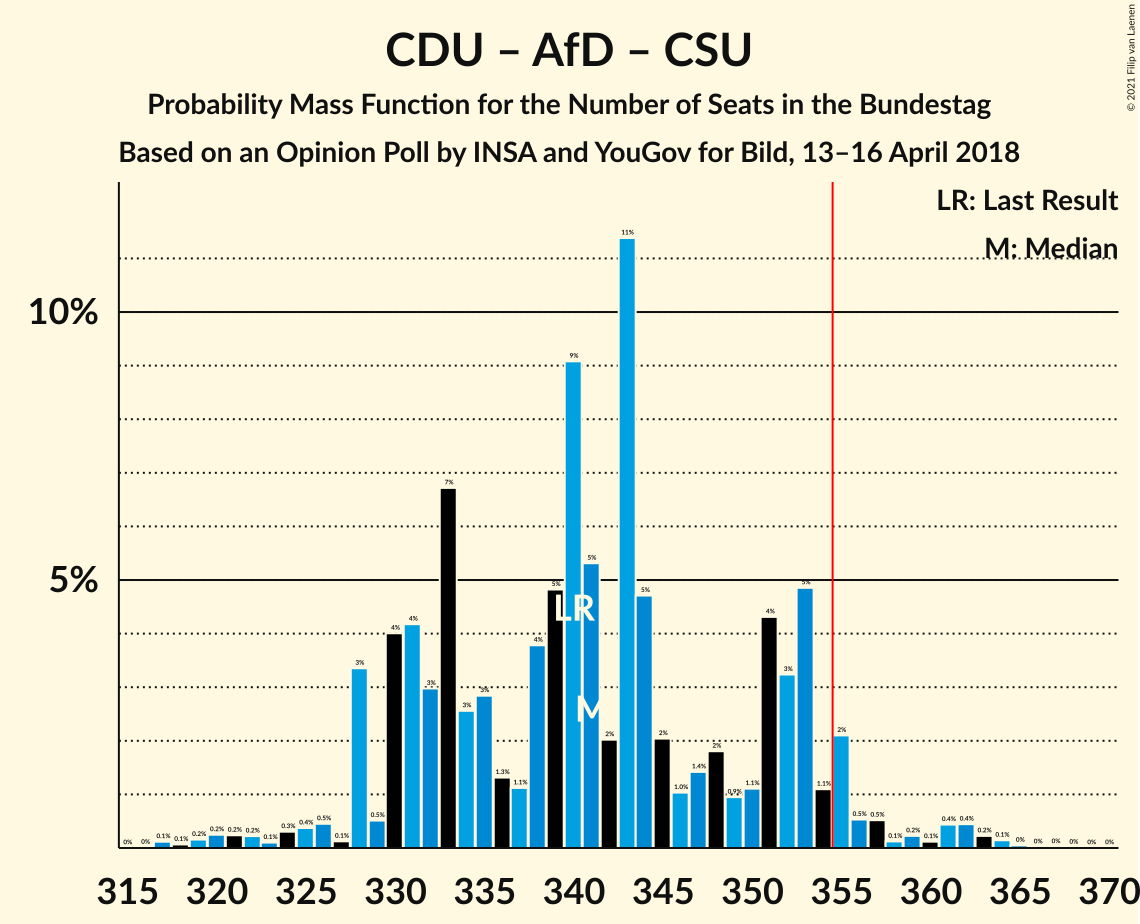 CDU – AfD – CSU
Probability Mass Function for the Number of Seats in the Bundestag
Based on an Opinion Poll by INSA and YouGov for Bild, 13–16 April 2018
© 2021 Filip van Laenen
LR: Last Result
M: Median
10%
5%
0% 0% 0.1% 0.1% 0.2% 0.2% 0.2% 0.2% 0.1% 0.3% 0.4% 0.5% 0.1% 3% 0.5% 4% 4% 3% 7% 3% 3% 1.3% 1.1% 4% 5% 9% 5% 2% 11% 5% 2% 1.0% 1.4% 2% 0.9% 1.1% 4% 3% 5% 1.1% 2% 0.5% 0.5% 0.1% 0.2% 0.1% 0.4% 0.4% 0.2% 0.1% 0% 0% 0% 0% 0% 0%
LR
M
315 320 325 330 335 340 345 350 355 360 365 370